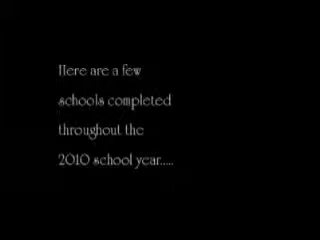 Here are a few
schools completed
throughout the
2010 school year.....